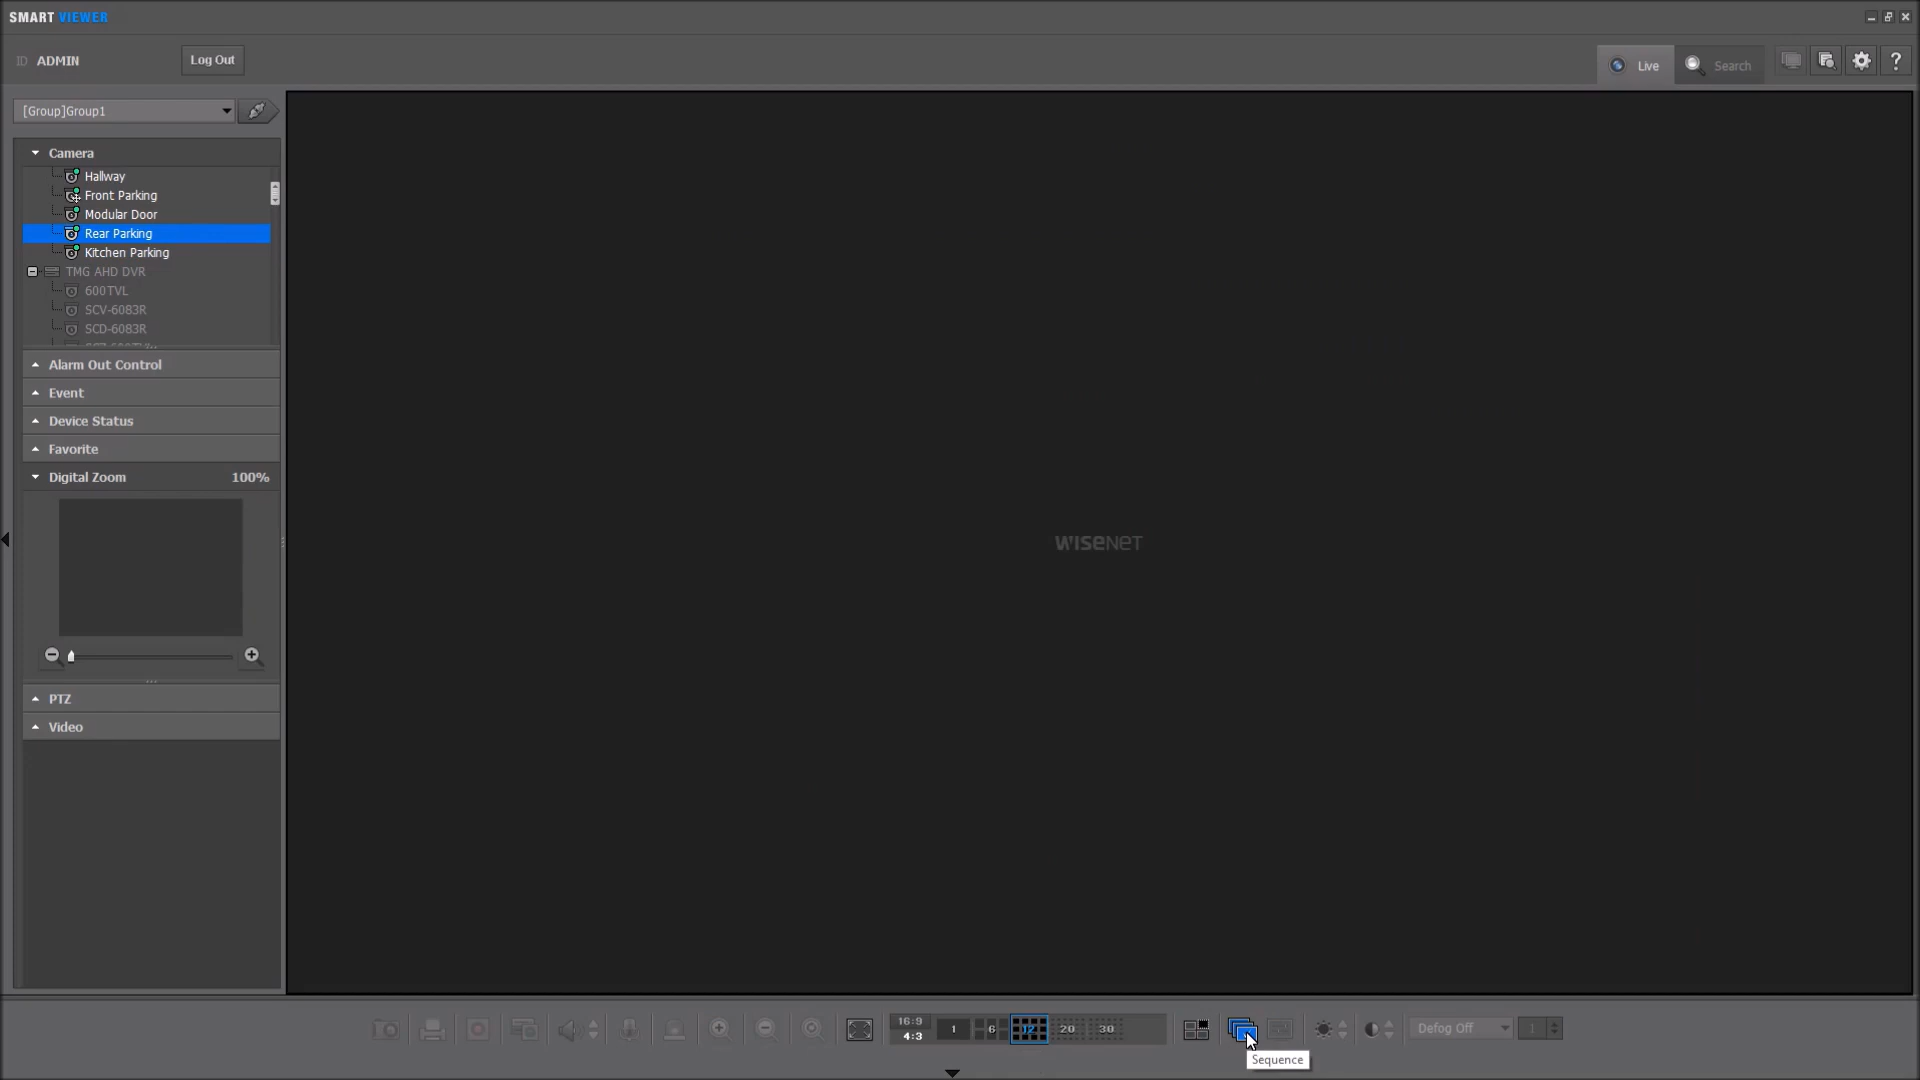 SMART VIEWER
ID ADMIN
Log Out
Live
Search
?
[Group]Group1
Camera
Hallway
Front Parking
Modular Door
Rear Parking
Kitchen Parking
TMG AHD DVR
600TVL
SCV-6083R
SCD-6083R
Alarm Out Control
Event
Device Status
Favorite
Digital Zoom 100%
PTZ
Video
WISENET
16:9
4:3
1
6
12
20
30
Defog Off
1
Sequence